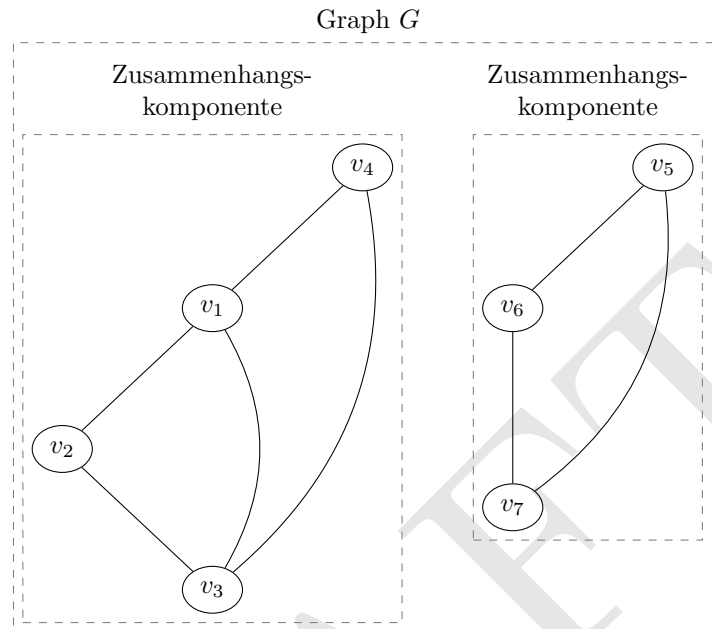 Graph G
Zusammenhangs-
komponente
Zusammenhangs-
komponente
v4
v5
v1
v6
v2
v7
v3